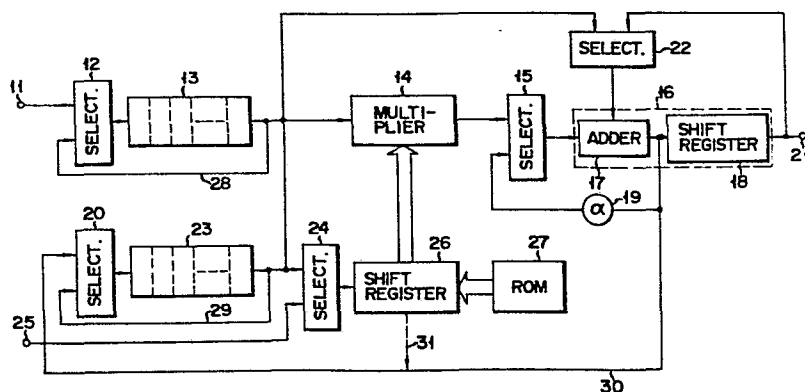 11
12
SELECT.
13
28
14
MULTI-
PLIER
15
SELECT.
SELECT.
22
16
ADDER
17
SHIFT
REGISTER
18
19
α
20
SELECT.
23
29
24
SELECT.
25
26
SHIFT
REGISTER
27
ROM
31
30